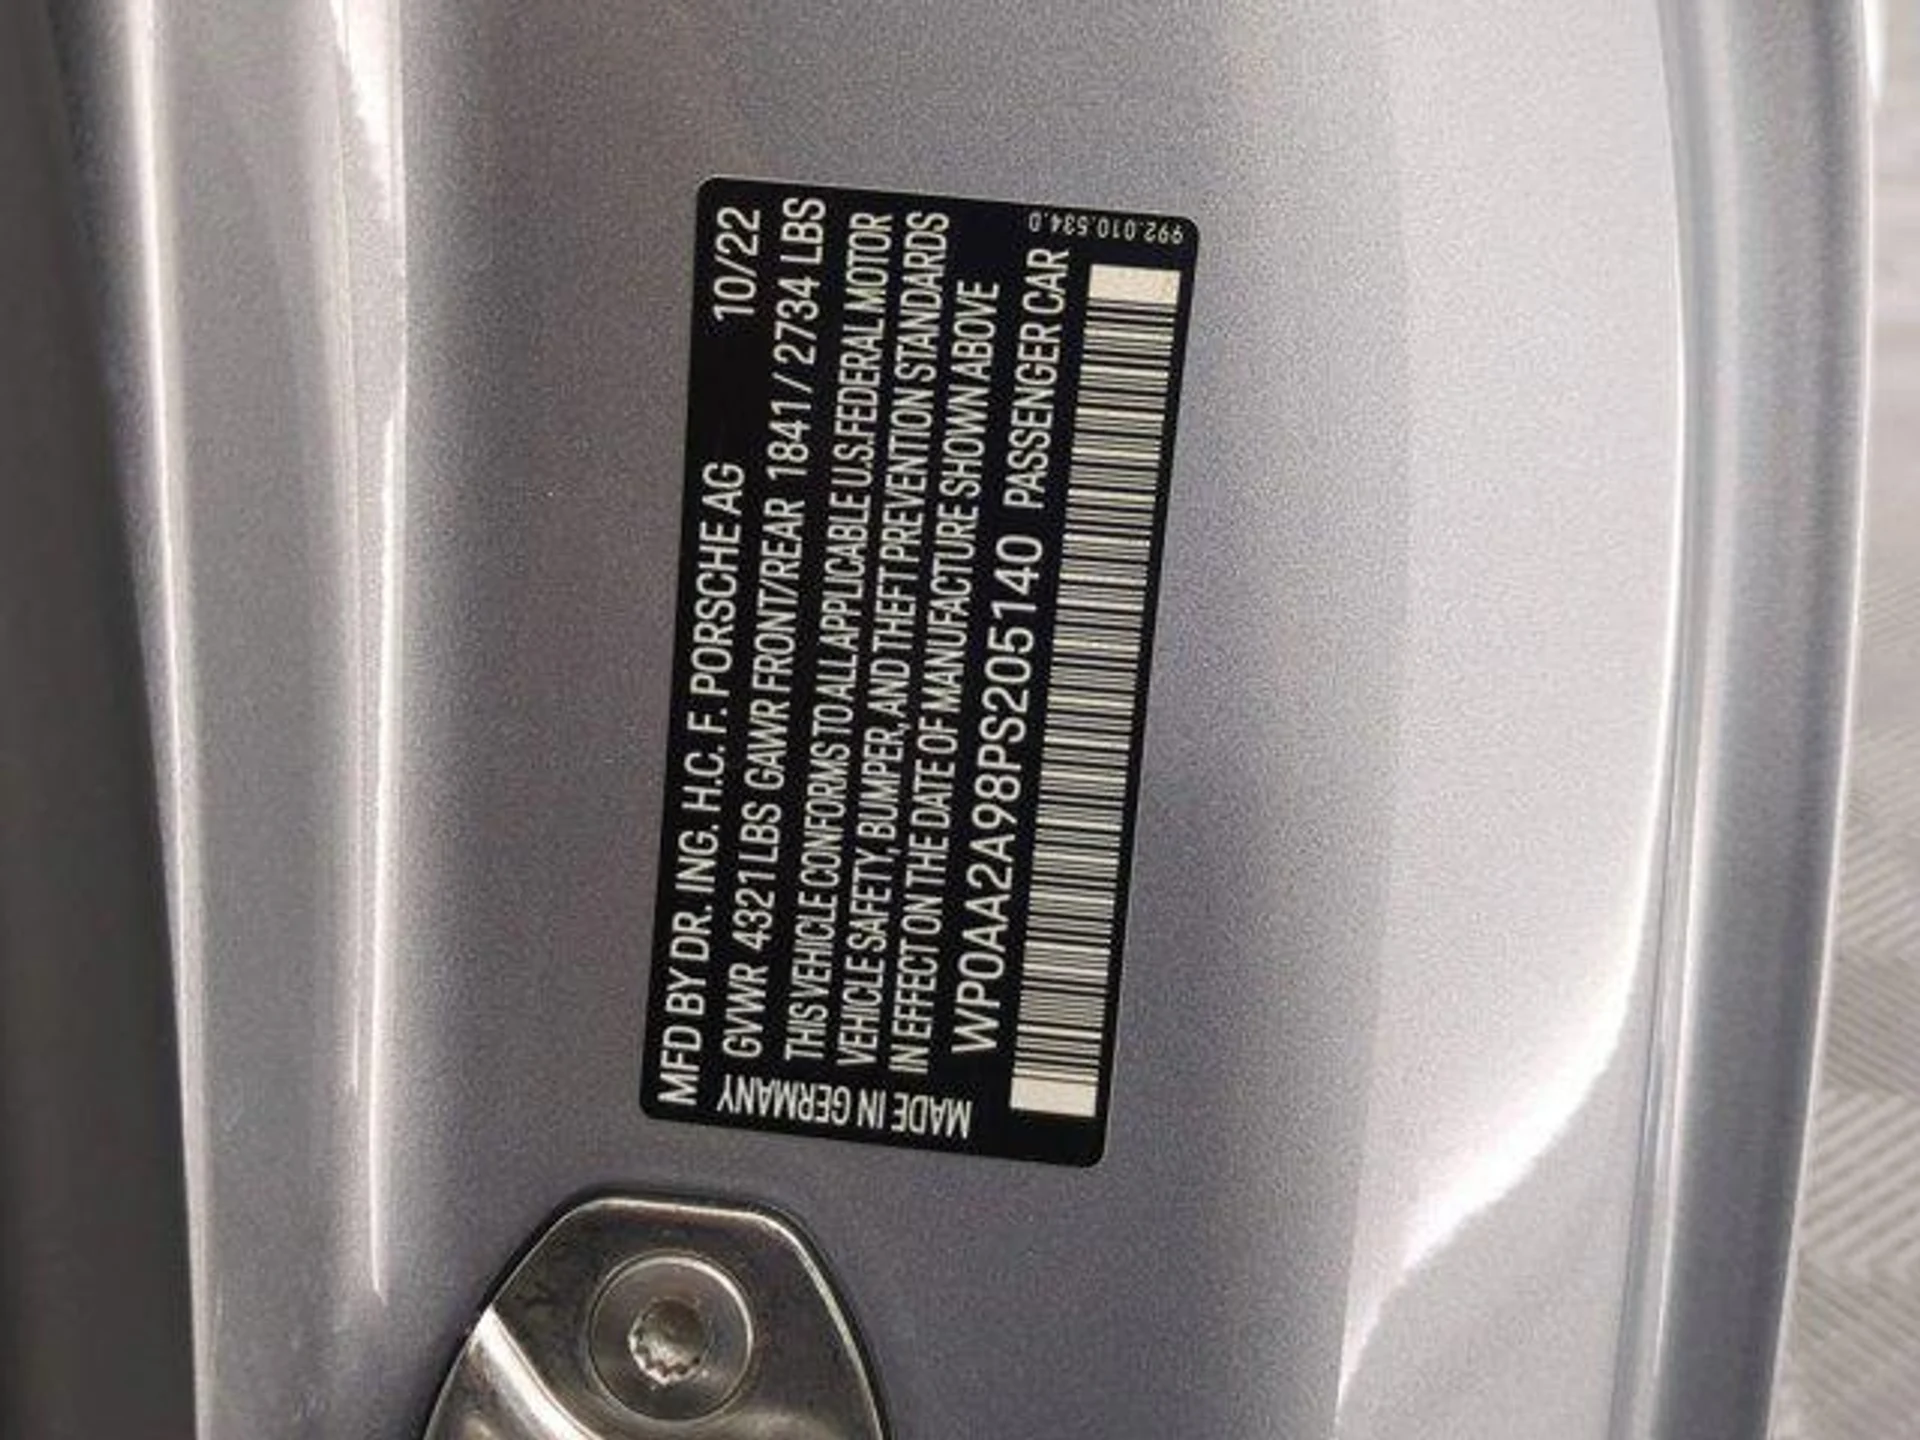 MFD BY DR. ING. H.C. F. PORSCHE AG 10/22
GVWR 4321 LBS GAWR FRONT/REAR 1841 / 2734 LBS
THIS VEHICLE CONFORMS TO ALL APPLICABLE U.S. FEDERAL MOTOR
VEHICLE SAFETY, BUMPER, AND THEFT PREVENTION STANDARDS
IN EFFECT ON THE DATE OF MANUFACTURE SHOWN ABOVE
WP0AA2A98PS205140 PASSENGER CAR
MADE IN GERMANY
992.010.534.0